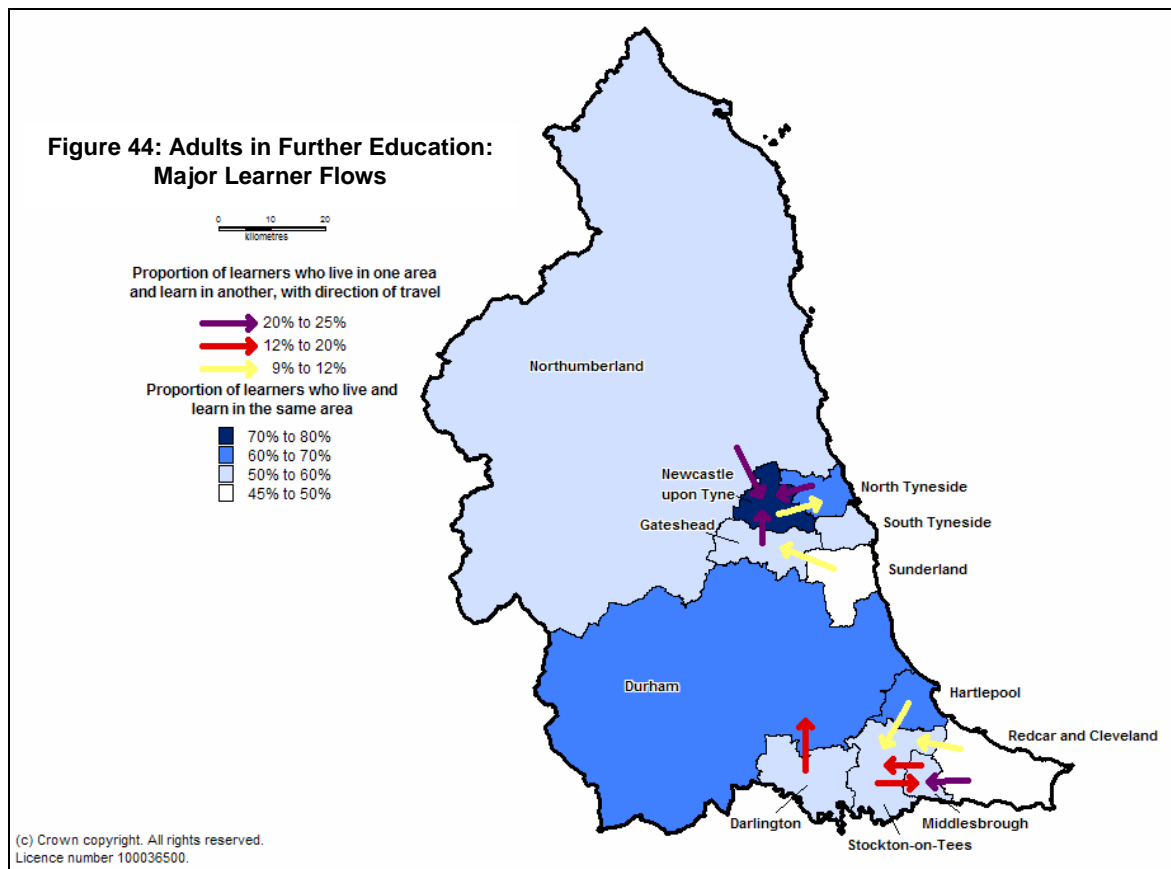 Figure 44: Adults in Further Education:
Major Learner Flows
0 10 20
kilometres
Proportion of learners who live in one area
and learn in another, with direction of travel
20% to 25%
12% to 20%
9% to 12%
Proportion of learners who live and
learn in the same area
70% to 80%
60% to 70%
50% to 60%
45% to 50%
Northumberland
Newcastle
upon Tyne
North Tyneside
South Tyneside
Gateshead
Sunderland
Durham
Hartlepool
Redcar and Cleveland
Darlington
Middlesbrough
Stockton-on-Tees
(c) Crown copyright. All rights reserved.
Licence number 100036500.